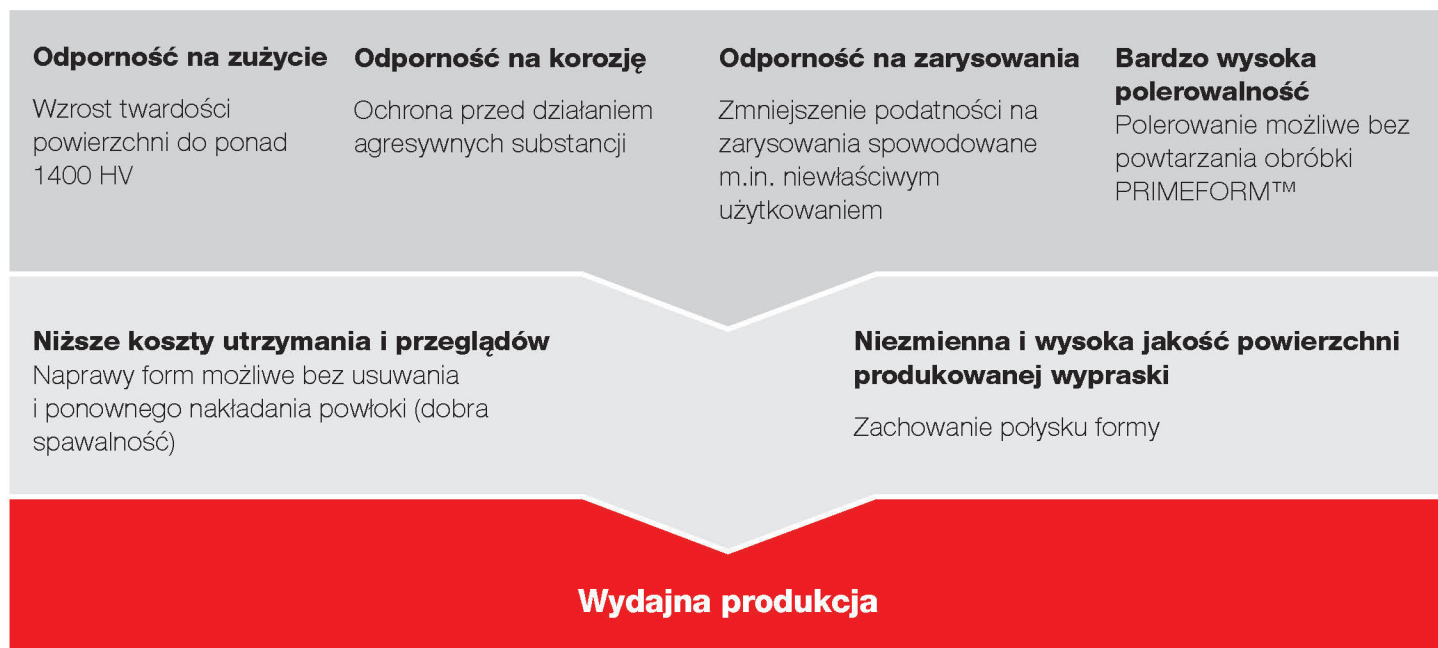 Odporność na zużycie
Wzrost twardości
powierzchni do ponad
1400 HV
Odporność na korozję
Ochrona przed działaniem
agresywnych substancji
Odporność na zarysowania
Zmniejszenie podatności na
zarysowania spowodowane
m.in. niewłaściwym
użytkowaniem
Bardzo wysoka
polerowalność
Polerowanie możliwe bez
powtarzania obróbki
PRIMEFORM™
Niższe koszty utrzymania i przeglądów
Naprawy form możliwe bez usuwania
i ponownego nakładania powłoki (dobra
spawalność)
Niezmienna i wysoka jakość powierzchni
produkowanej wypraski
Zachowanie połysku formy
Wydajna produkcja